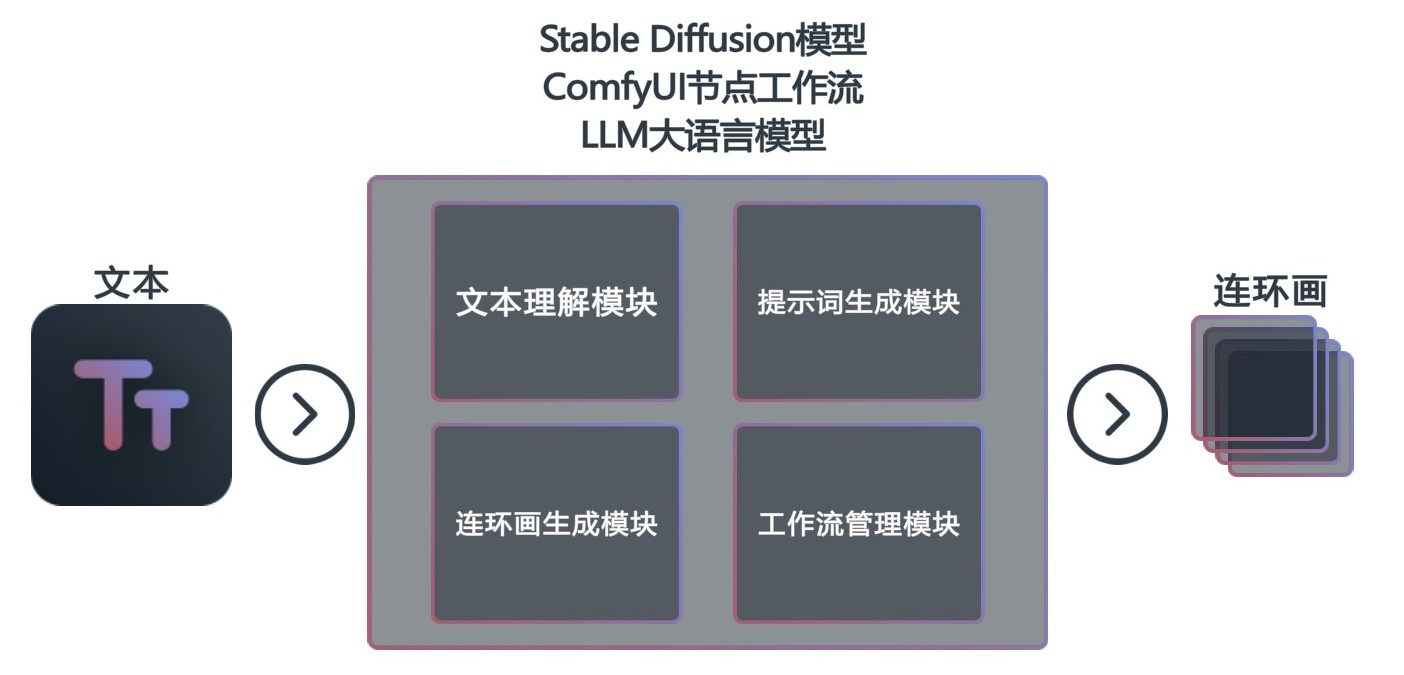 Stable Diffusion模型
ComfyUI节点工作流
LLM大语言模型
文本
TT
文本理解模块
提示词生成模块
连环画生成模块
工作流管理模块
连环画